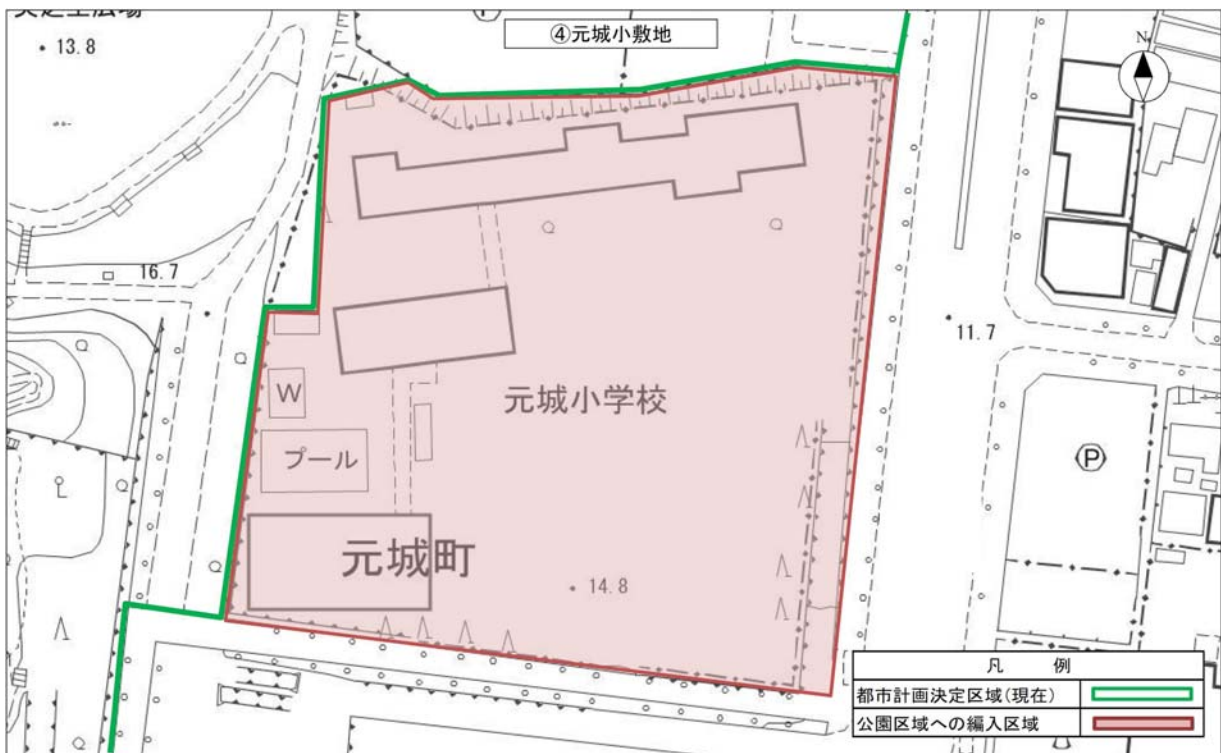 ④元城小敷地
13.8
N
16.7
11.7
元城小学校
W
プール
P
元城町
14.8
凡 例
都市計画決定区域(現在)
公園区域への編入区域